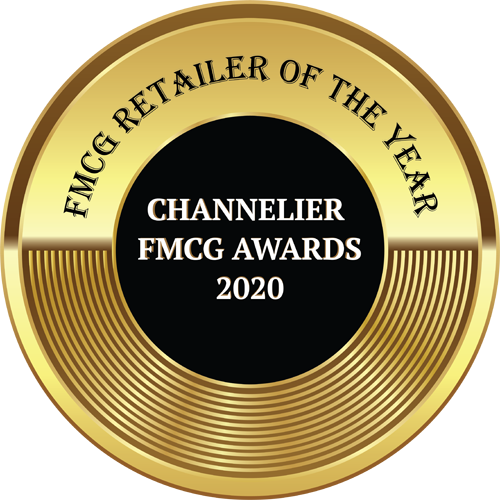 FMCG RETAILER OF THE YEAR
CHANNELIER
FMCG AWARDS
2020